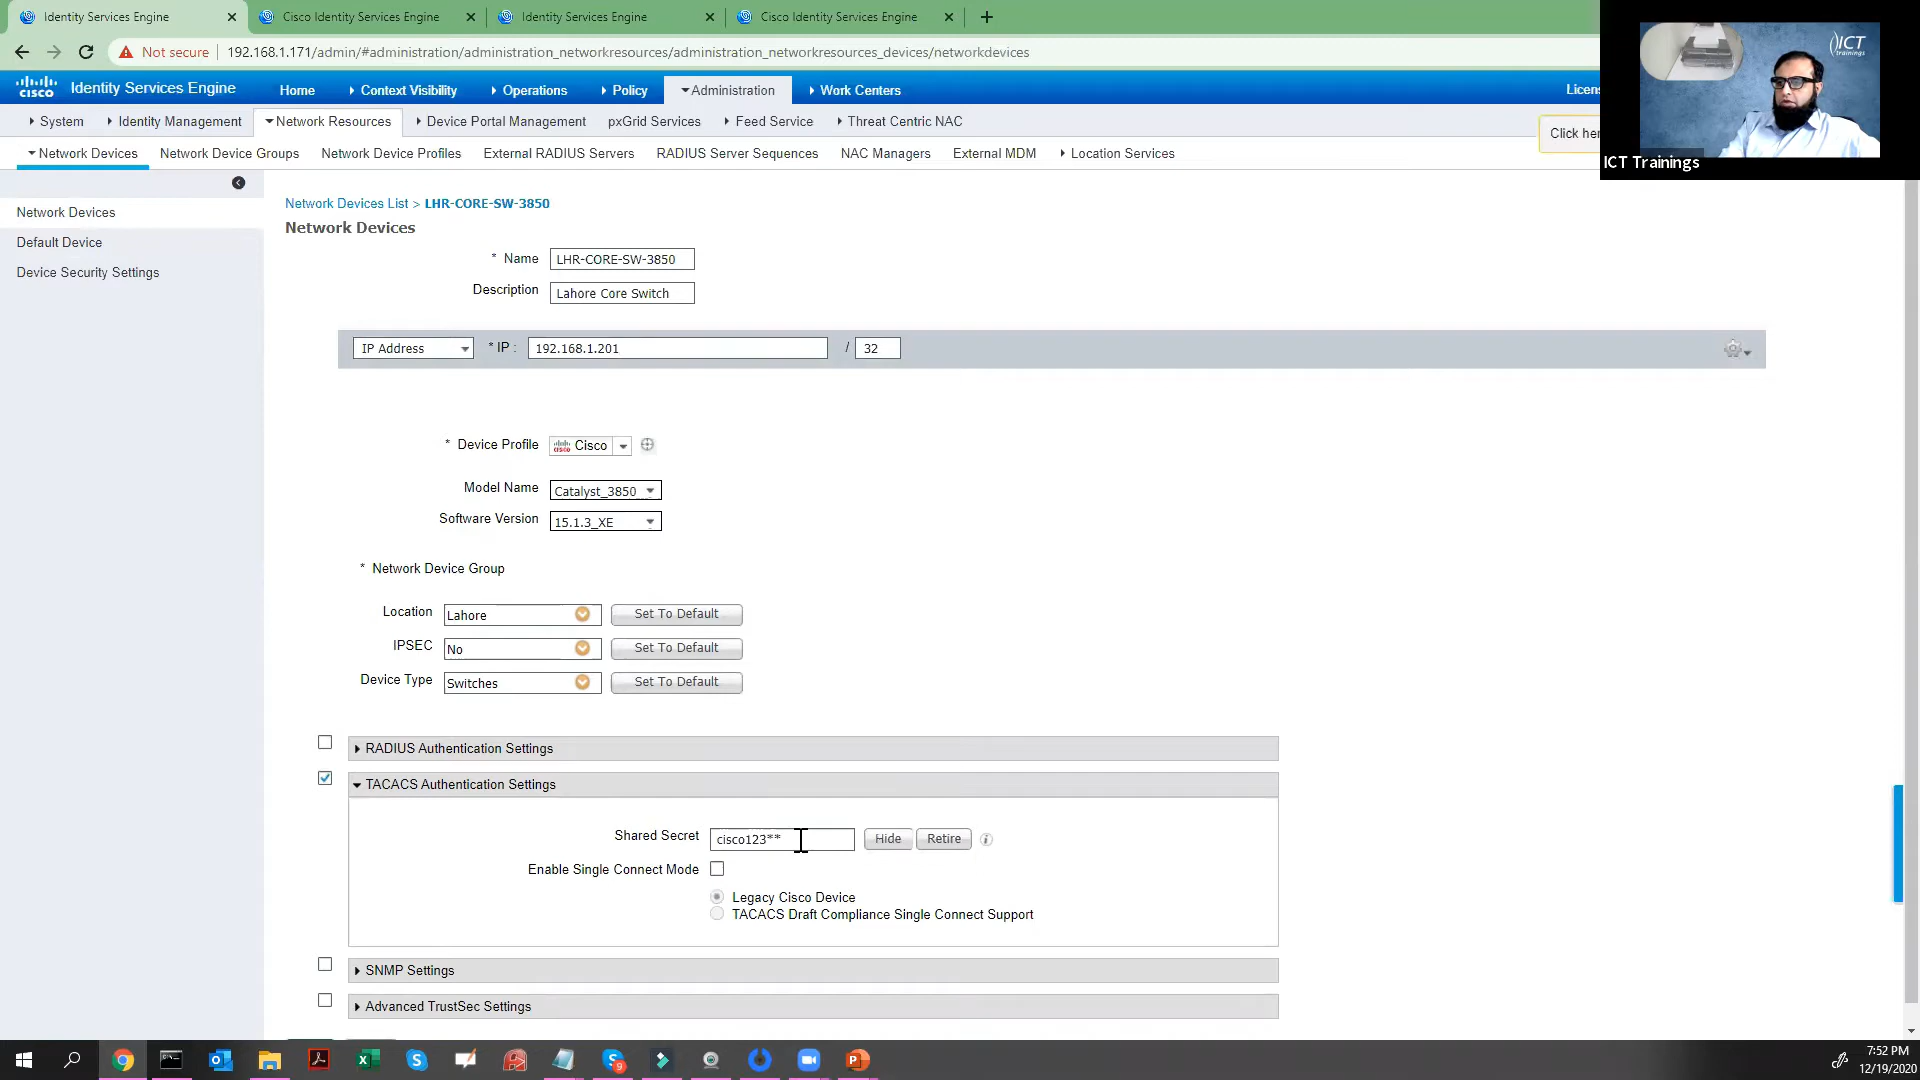 Identity Services Engine
Cisco Identity Services Engine
Identity Services Engine
Cisco Identity Services Engine
Not secure
192.168.1.171/admin/#administration/administration_networkresources/administration_networkresources_devices/networkdevices
CISCO Identity Services Engine
Home
Context Visibility
Operations
Policy
Administration
Work Centers
Licens
System
Identity Management
Network Resources
Device Portal Management
pxGrid Services
Feed Service
Threat Centric NAC
Click her
Network Devices
Network Device Groups
Network Device Profiles
External RADIUS Servers
RADIUS Server Sequences
NAC Managers
External MDM
Location Services
ICT
trainings
ICT Trainings
Network Devices
Default Device
Device Security Settings
Network Devices List > LHR-CORE-SW-3850
Network Devices
* Name LHR-CORE-SW-3850
Description Lahore Core Switch
IP Address * IP : 192.168.1.201 / 32
* Device Profile CISCO Cisco
Model Name Catalyst_3850
Software Version 15.1.3_XE
* Network Device Group
Location Lahore Set To Default
IPSEC No Set To Default
Device Type Switches Set To Default
RADIUS Authentication Settings
TACACS Authentication Settings
Shared Secret cisco123** Hide Retire
Enable Single Connect Mode
Legacy Cisco Device
TACACS Draft Compliance Single Connect Support
SNMP Settings
Advanced TrustSec Settings
9
7:52 PM
12/19/2020